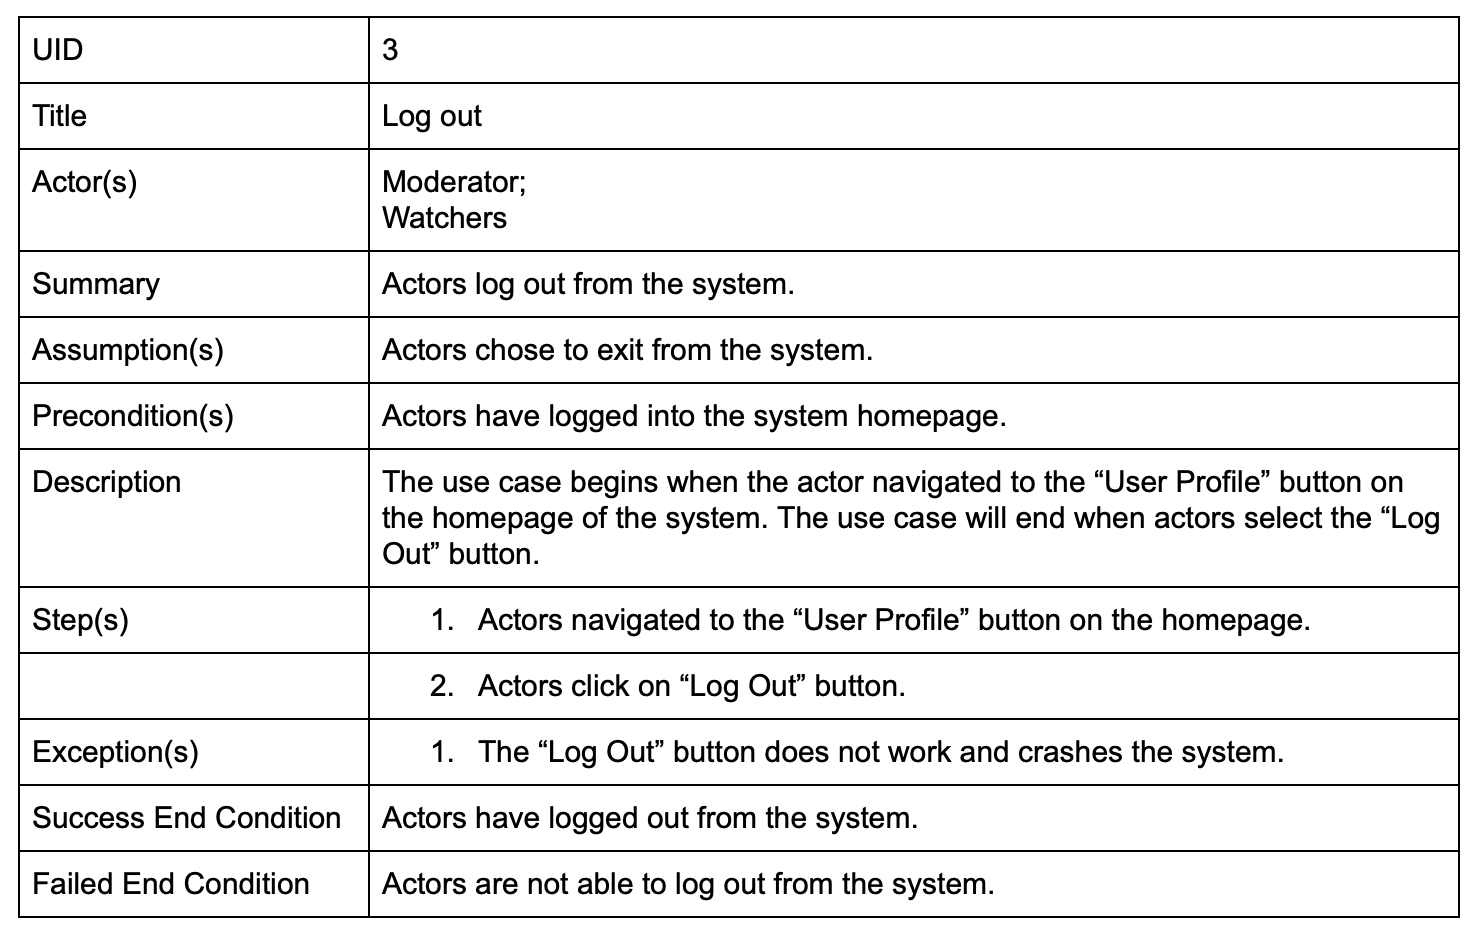 UID
3
Title
Log out
Actor(s)
Moderator;
Watchers
Summary
Actors log out from the system.
Assumption(s)
Actors chose to exit from the system.
Precondition(s)
Actors have logged into the system homepage.
Description
The use case begins when the actor navigated to the “User Profile” button on
the homepage of the system. The use case will end when actors select the “Log
Out” button.
Step(s)
1. Actors navigated to the “User Profile” button on the homepage.
2. Actors click on “Log Out” button.
Exception(s)
1. The “Log Out” button does not work and crashes the system.
Success End Condition
Actors have logged out from the system.
Failed End Condition
Actors are not able to log out from the system.